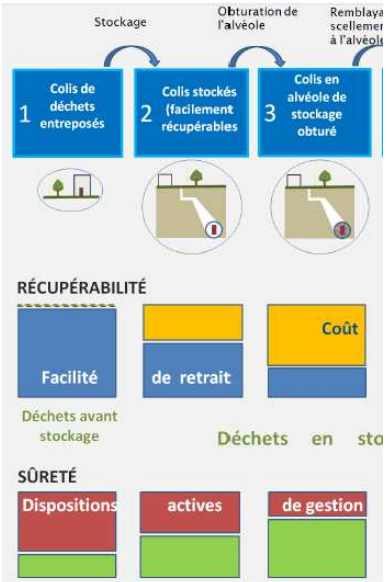 Stockage
Obturation de
l'alvéole
Remblaya
scellemen
à l'alvéole
1
Colis de
déchets
entreposés
2
Colis stockés
(facilement
récupérables
3
Colis en
alvéole de
stockage
obturé
RÉCUPÉRABILITÉ
Facilité de retrait
Coût
Déchets avant
stockage
Déchets en sto
SÛRETÉ
Dispositions actives de gestion